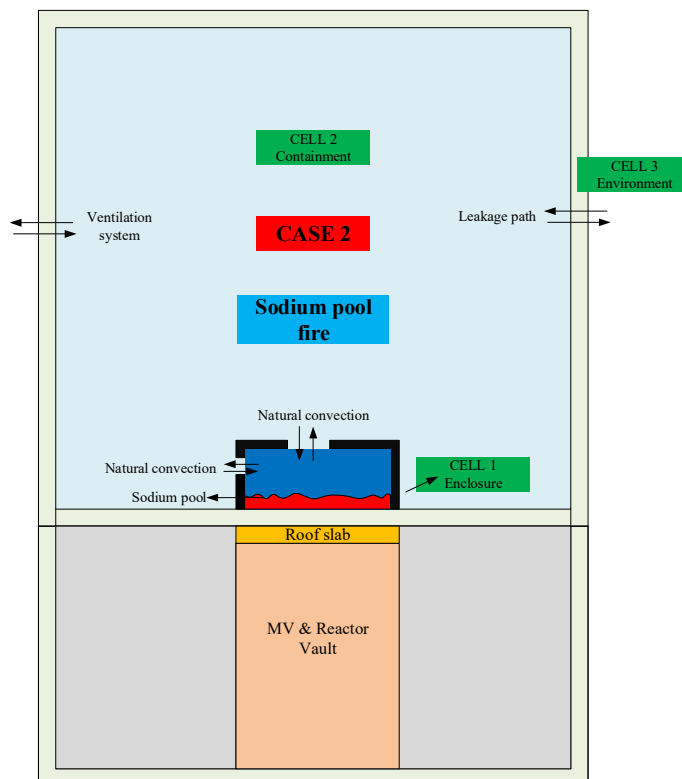 CELL 2
Containment
CELL 3
Environment
Ventilation
system
CASE 2
Leakage path
Sodium pool
fire
Natural convection
Natural convection
CELL 1
Enclosure
Sodium pool
Roof slab
MV & Reactor
Vault